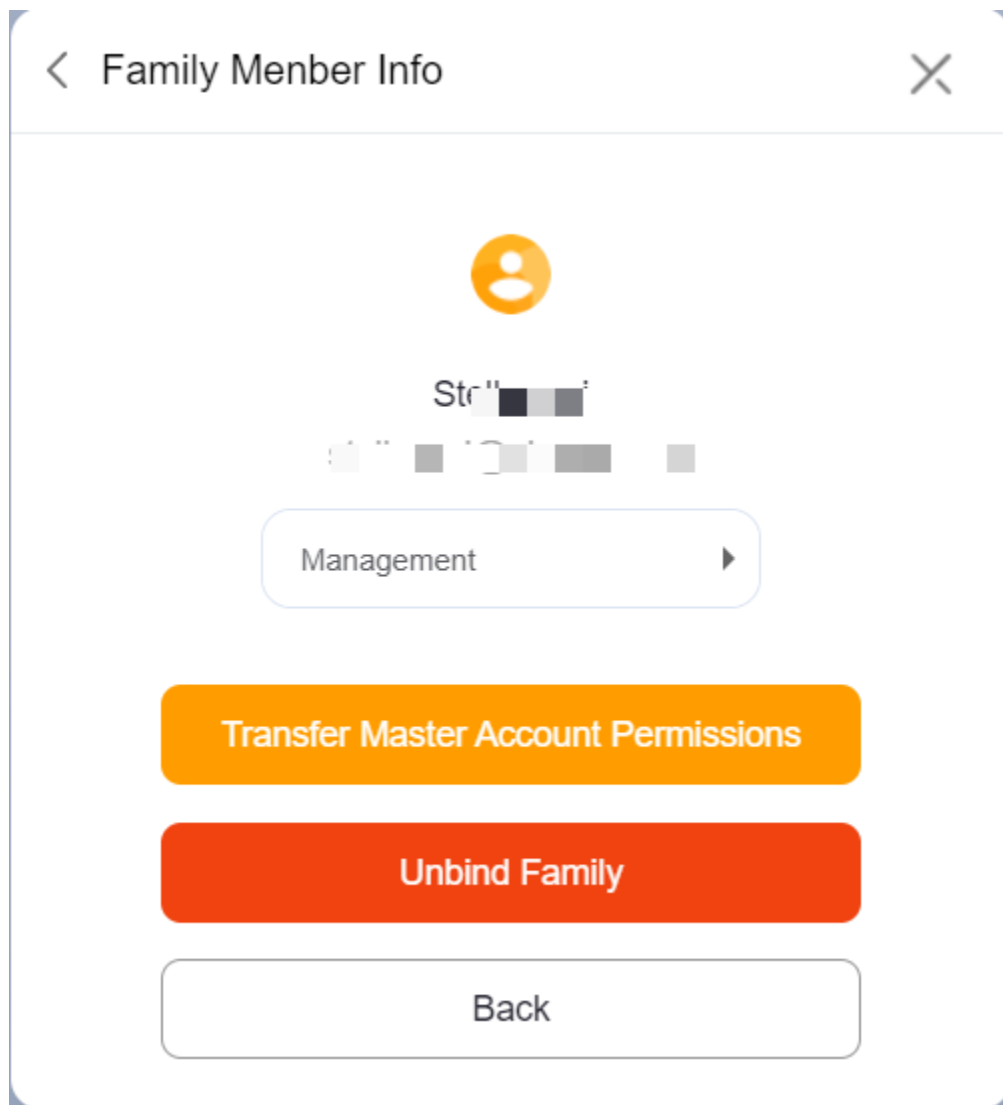 Family Menber Info
Management
Transfer Master Account Permissions
Unbind Family
Back